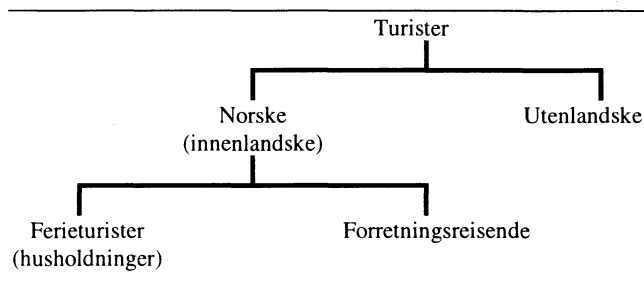 Turister
Norske
(innenlandske)
Utenlandske
Ferieturister
(husholdninger)
Forretningsreisende